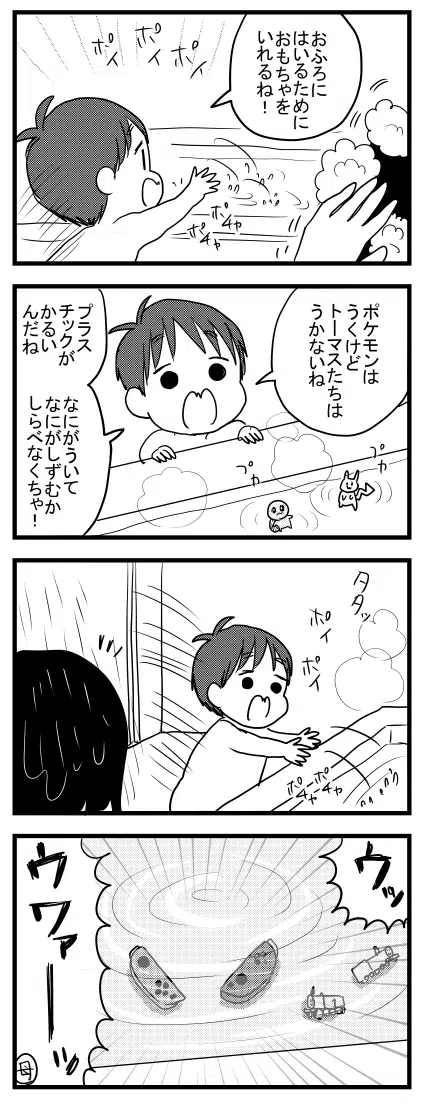 おふろに
はいるために
おもちゃを
いれるね！
ポイ
ポイ
ポイ
ポチャ
ポチャ
ポケモンは
うくけど
トーマスたちは
うかないね
プラス
チックが
かるい
んだね
なにがういて
なにがしずむか
しらべなくちゃ！
プカ
プカ
タタッ
ポイ
ポイ
ポチャ
ポチャ
ウッ
ウワァーッ
母